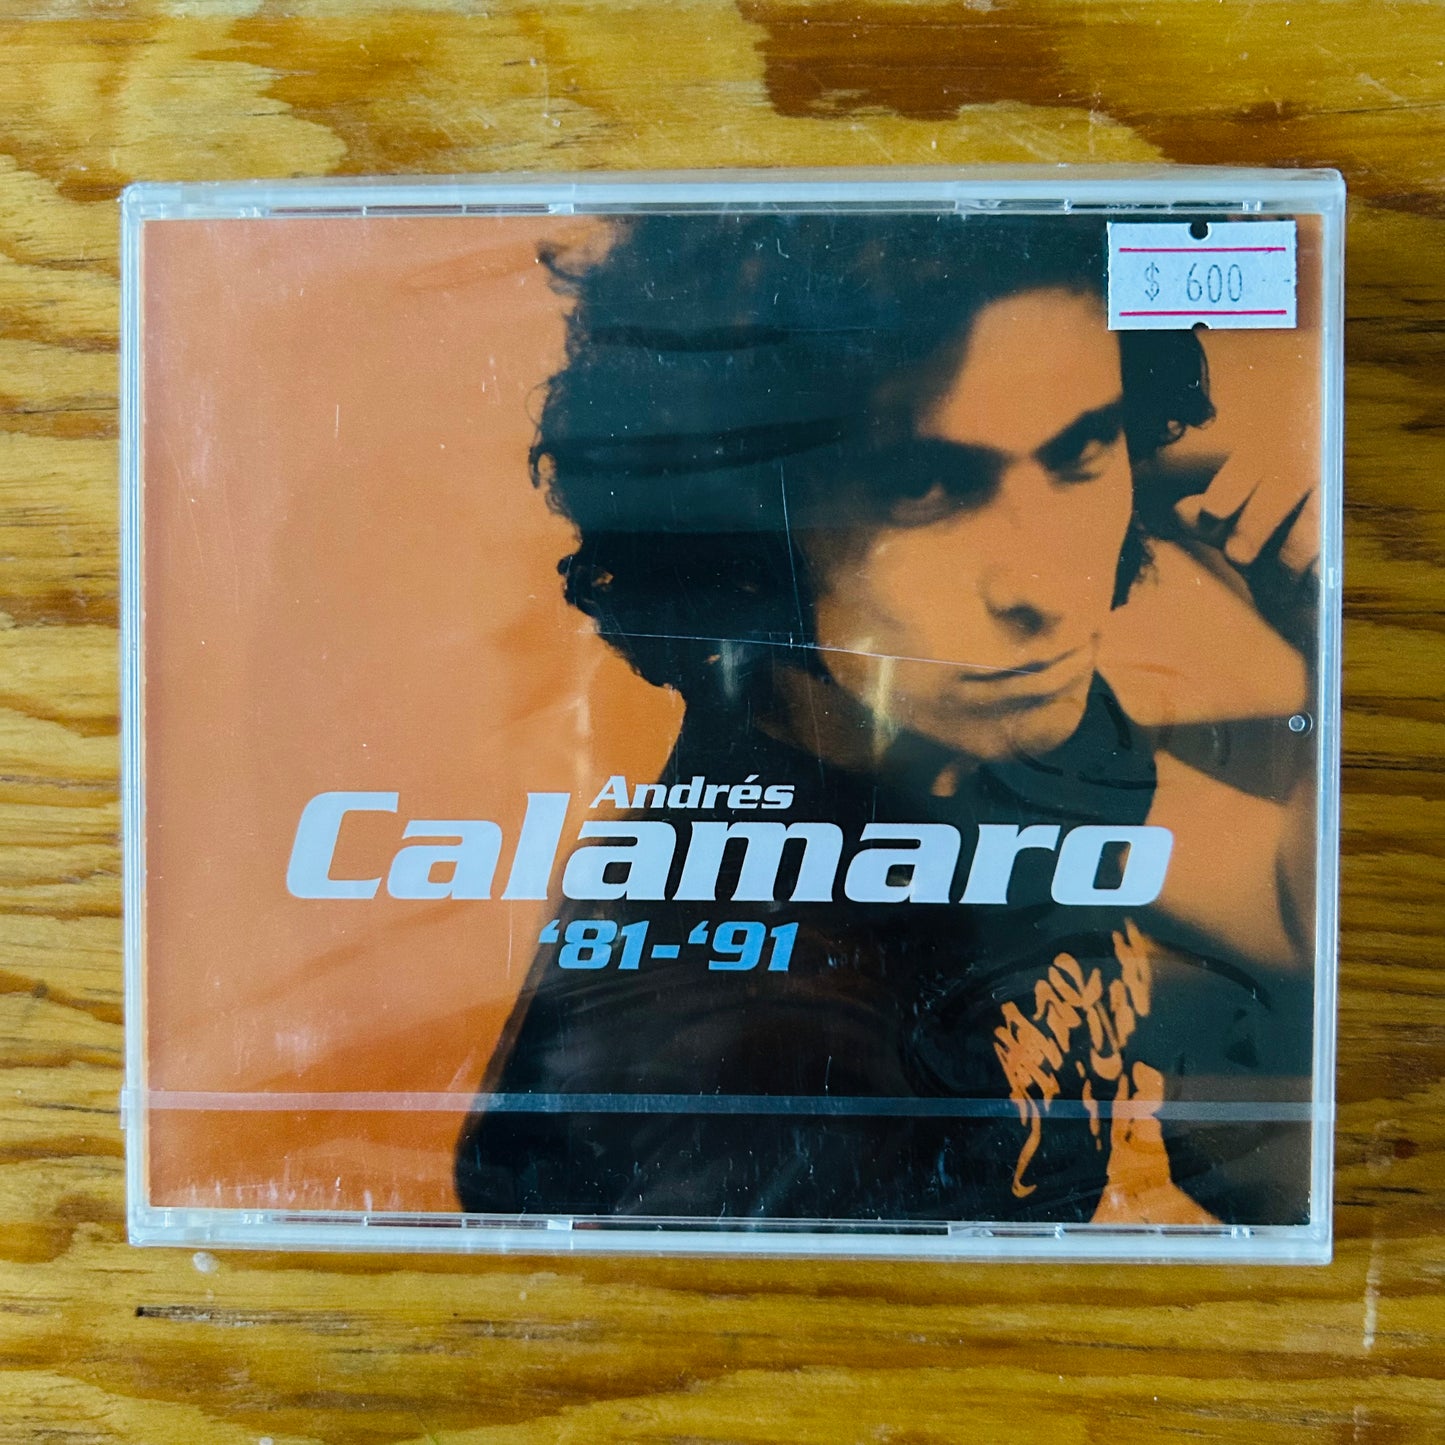 $ 600
Andrés
Calamaro
‘81-‘91